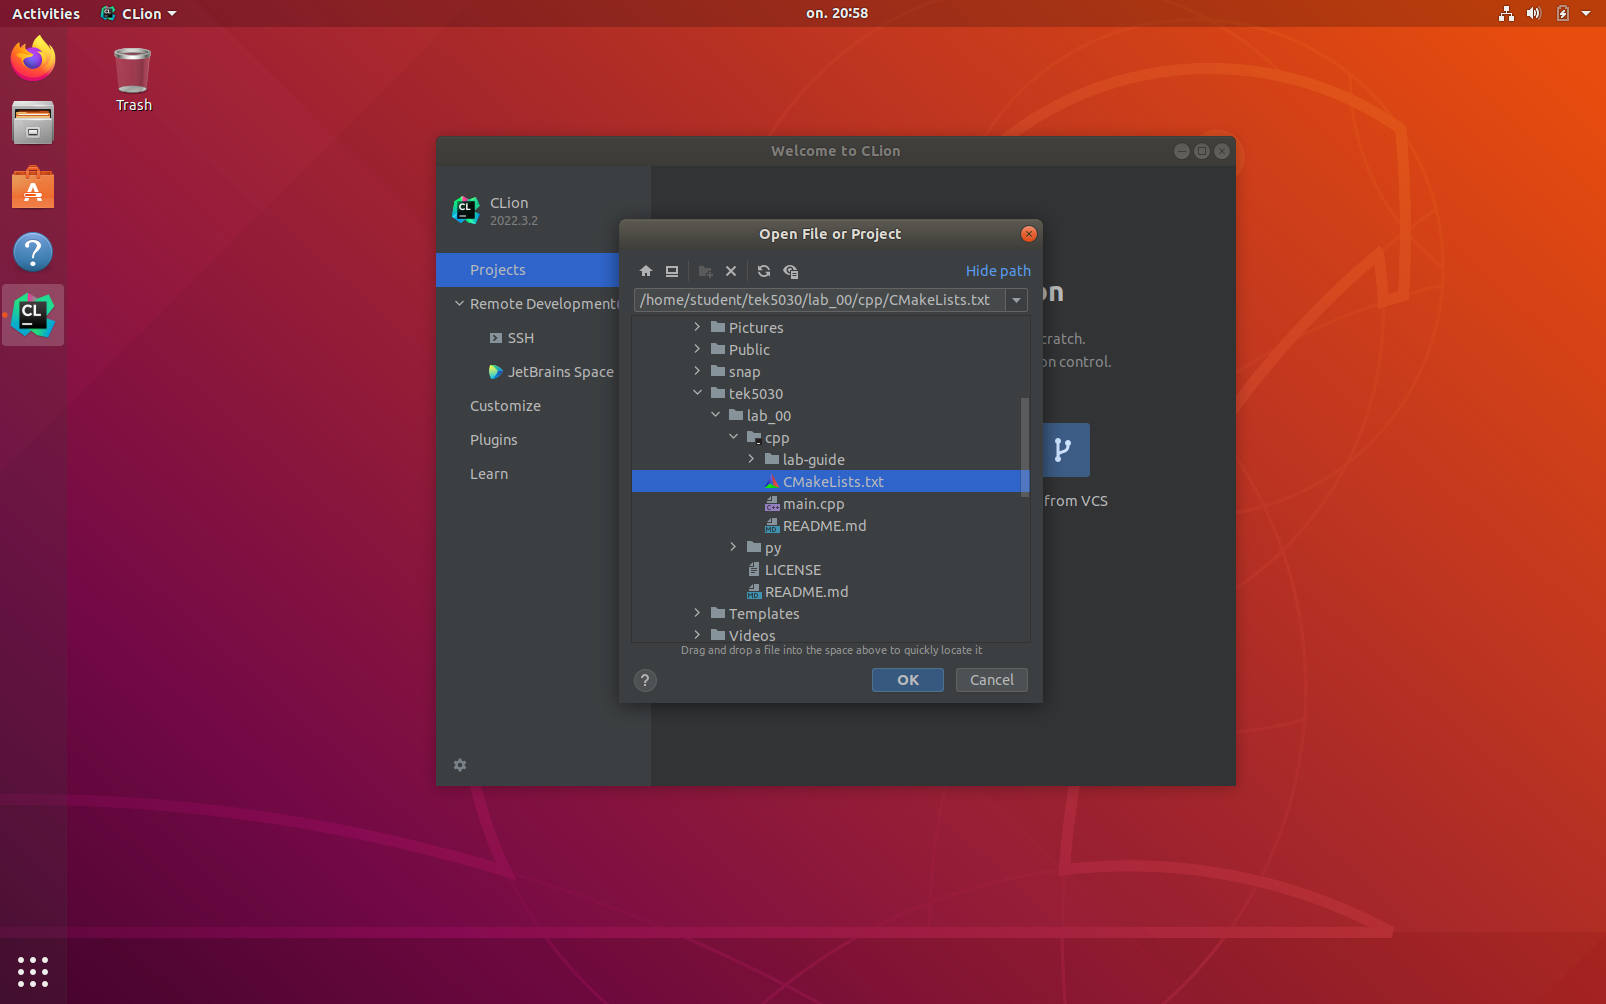 Activities
CLion
on. 20:58
Trash
Welcome to CLion
CL
CLion
2022.3.2
Projects
Remote Development
SSH
JetBrains Space
Customize
Plugins
Learn
Open File or Project
Hide path
/home/student/tek5030/lab_00/cpp/CMakeLists.txt
Pictures
Public
snap
tek5030
lab_00
cpp
lab-guide
CMakeLists.txt
main.cpp
README.md
py
LICENSE
README.md
Templates
Videos
Drag and drop a file into the space above to quickly locate it
?
OK
Cancel
on
cratch.
on control.
from VCS
CL